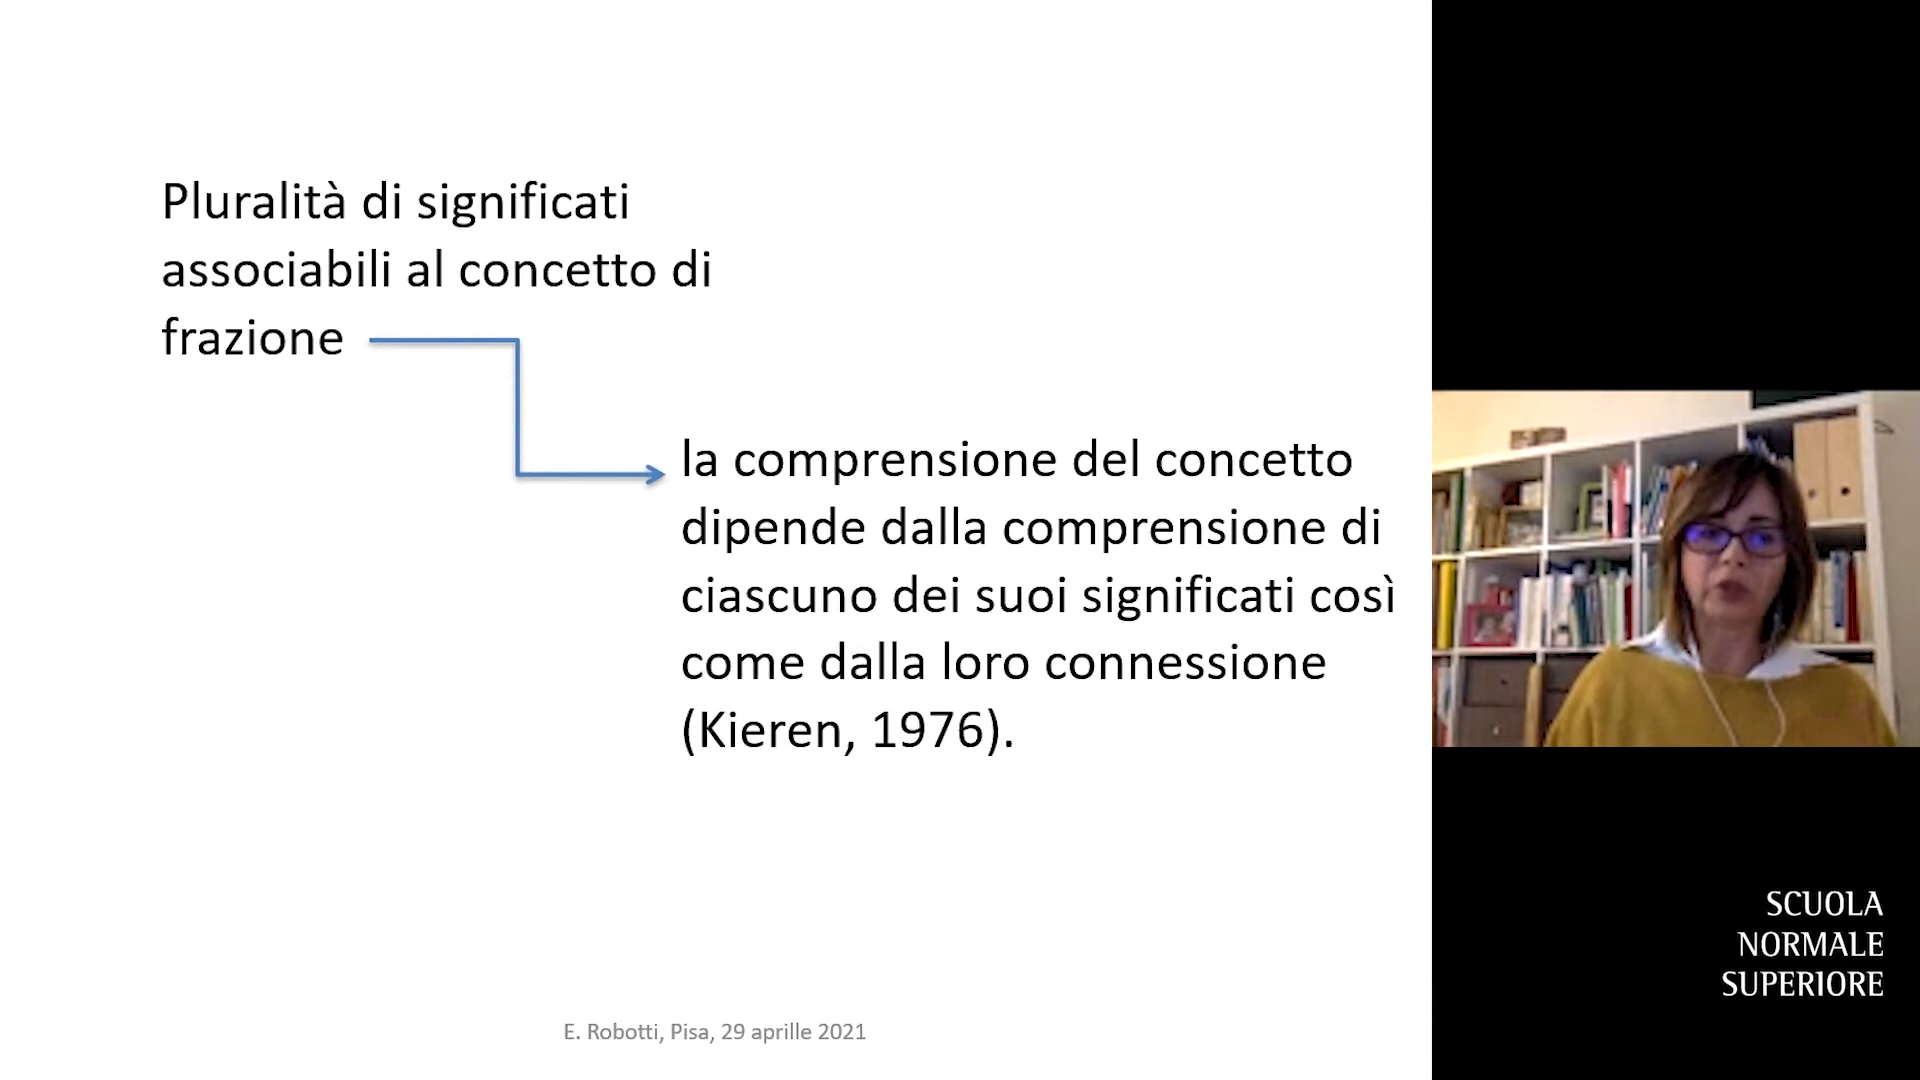 Pluralità di significati
associabili al concetto di
frazione
la comprensione del concetto
dipende dalla comprensione di
ciascuno dei suoi significati così
come dalla loro connessione
(Kieren, 1976).
E. Robotti, Pisa, 29 aprille 2021
SCUOLA
NORMALE
SUPERIORE